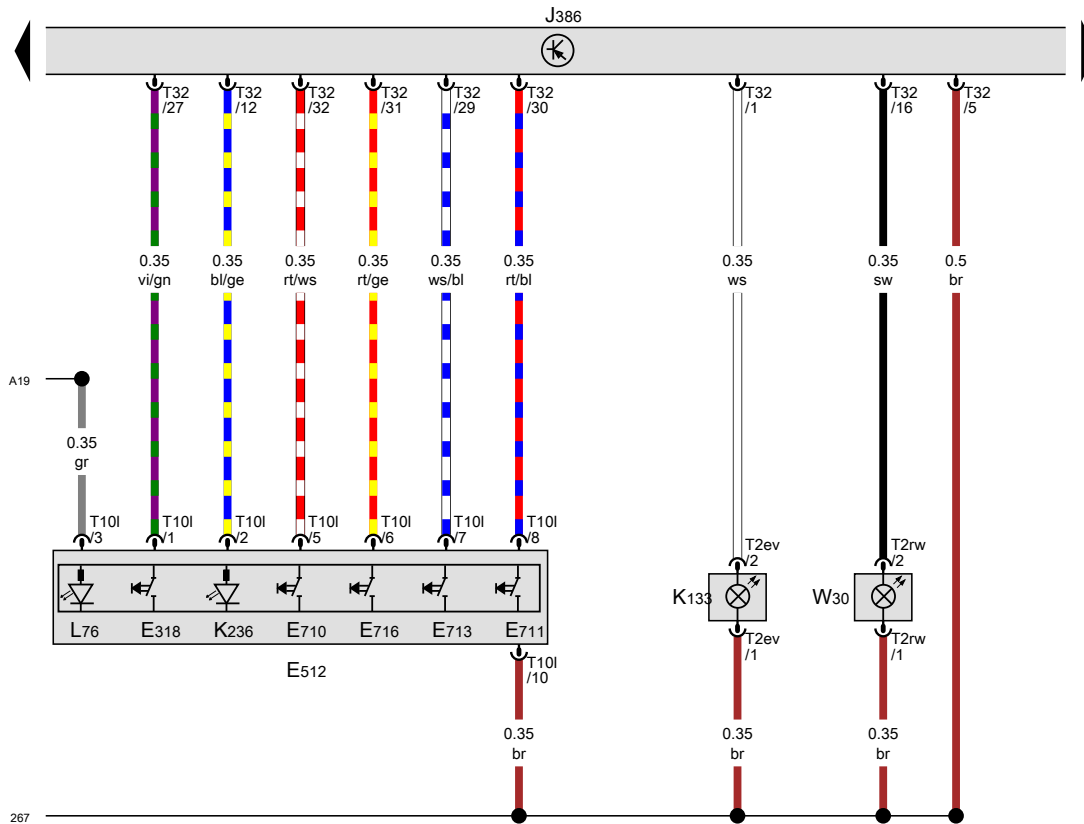 J386
T32
/27
T32
/12
T32
/32
T32
/31
T32
/29
T32
/30
T32
/1
T32
/16
T32
/5
0.35
vi/gn
0.35
bl/ge
0.35
rt/ws
0.35
rt/ge
0.35
ws/bl
0.35
rt/bl
0.35
ws
0.35
sw
0.5
br
A19
0.35
gr
T10l
/3
T10l
/1
T10l
/2
T10l
/5
T10l
/6
T10l
/7
T10l
/8
T2ev
/2
T2rw
/2
K133
W30
L76
E318
K236
E710
E716
E713
E711
T2ev
/1
T2rw
/1
E512
T10l
/10
0.35
br
0.35
br
0.35
br
267